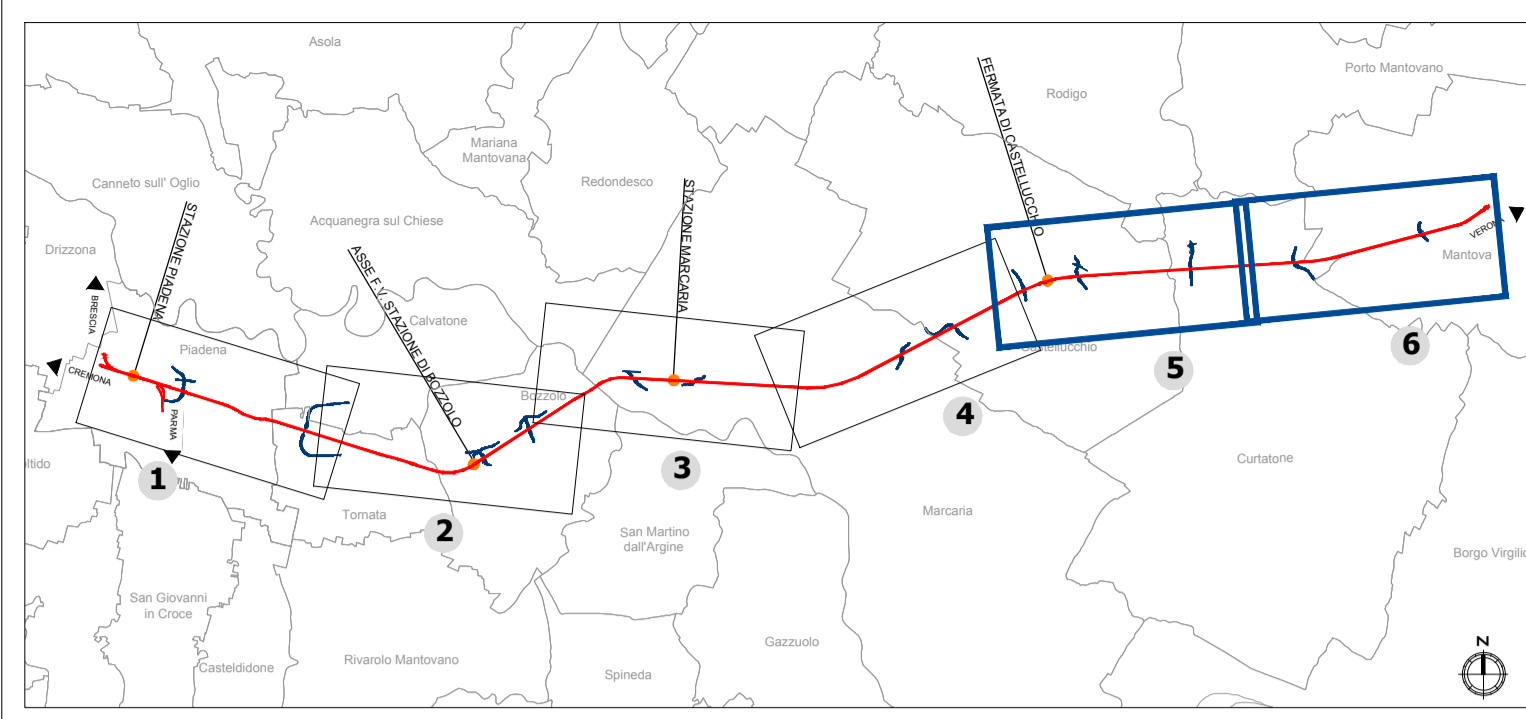 Asola
Porto Mantovano
Rodigo
FERMATA DI CASTELLUCCHIO
Mariana
Mantovana
Canneto sull' Oglio
Redondesco
STAZIONE MARCARIA
STAZIONE PIADENA
Acquanegra sul Chiese
Drizzona
ASSE F.V. STAZIONE DI BOZZOLO
VERONA
Mantova
BRESCIA
Calvatone
Piadena
CREMONA
Castellucchio
5
6
Bozzolo
PARMA
4
3
1
ltido
Curtatone
Tornata
2
Marcaria
San Martino
dall'Argine
Borgo Virgilio
San Giovanni
in Croce
Gazzuolo
Casteldidone
Rivarolo Mantovano
Spineda
N